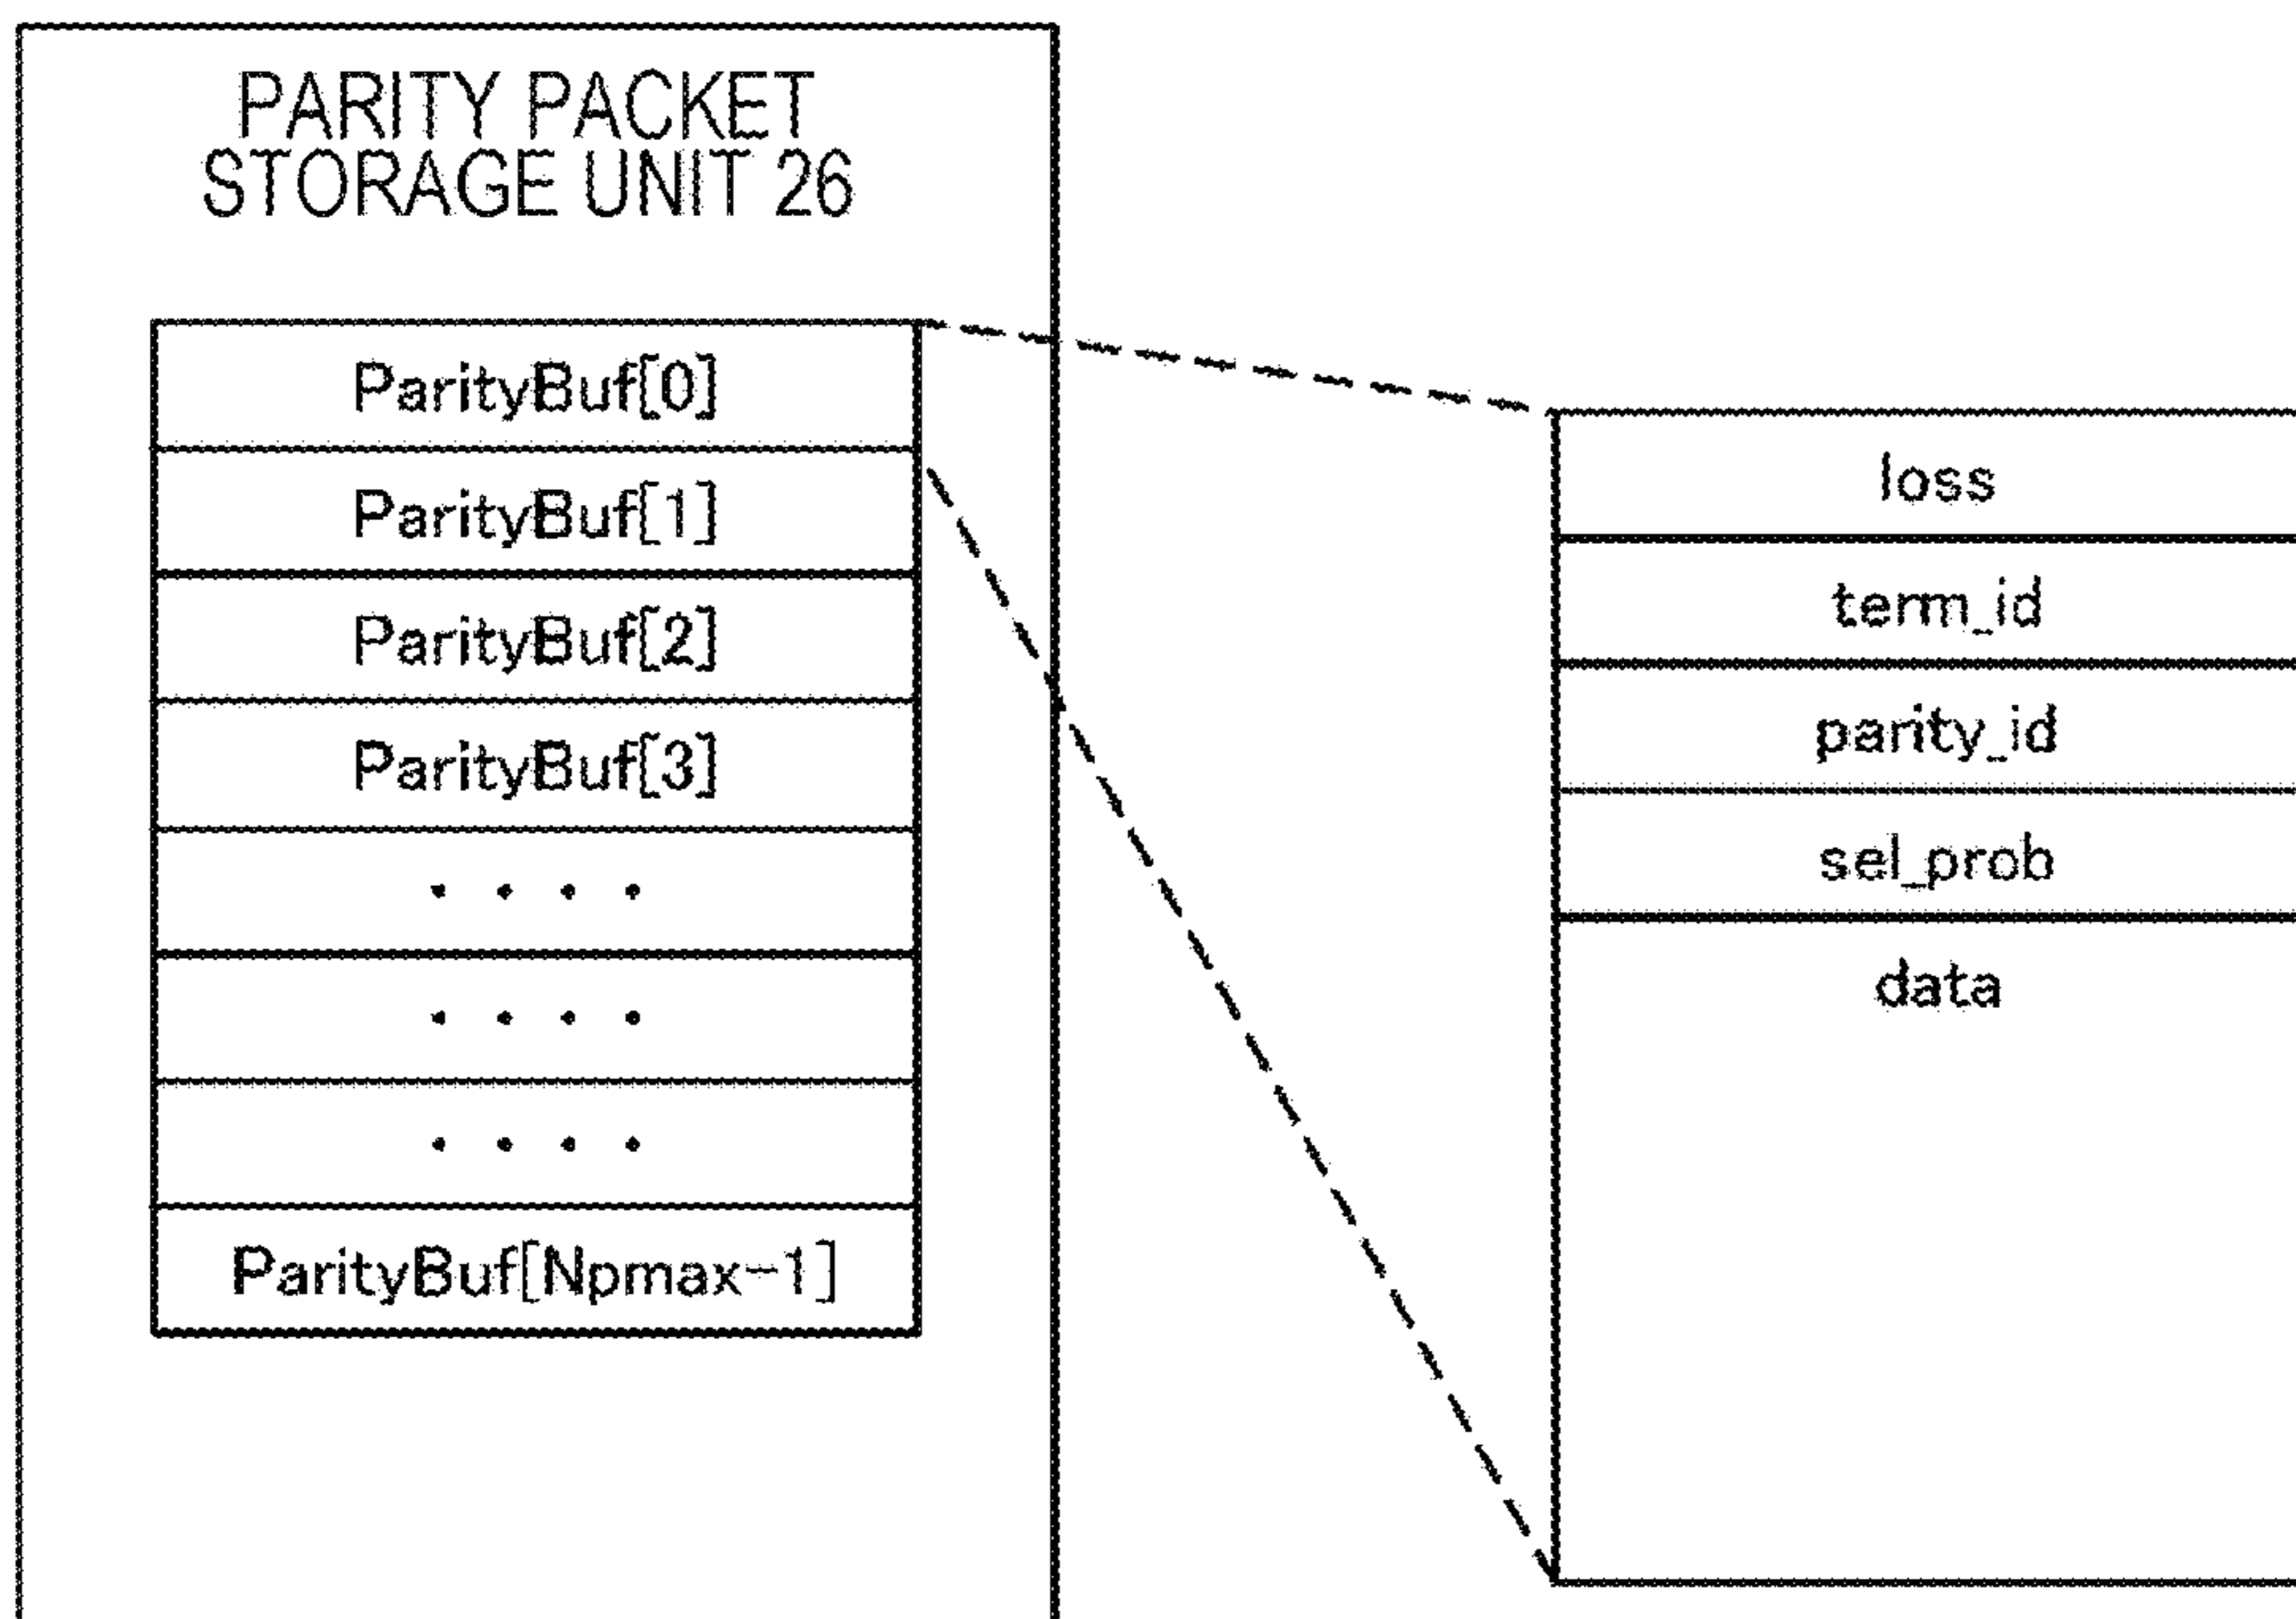 PARITY PACKET
STORAGE UNIT 26
ParityBuf[0]
ParityBuf[1]
ParityBuf[2]
ParityBuf[3]
. . . .
. . . .
. . . .
ParityBuf[Npmax-1]
loss
term_id
parity_id
sel_prob
data